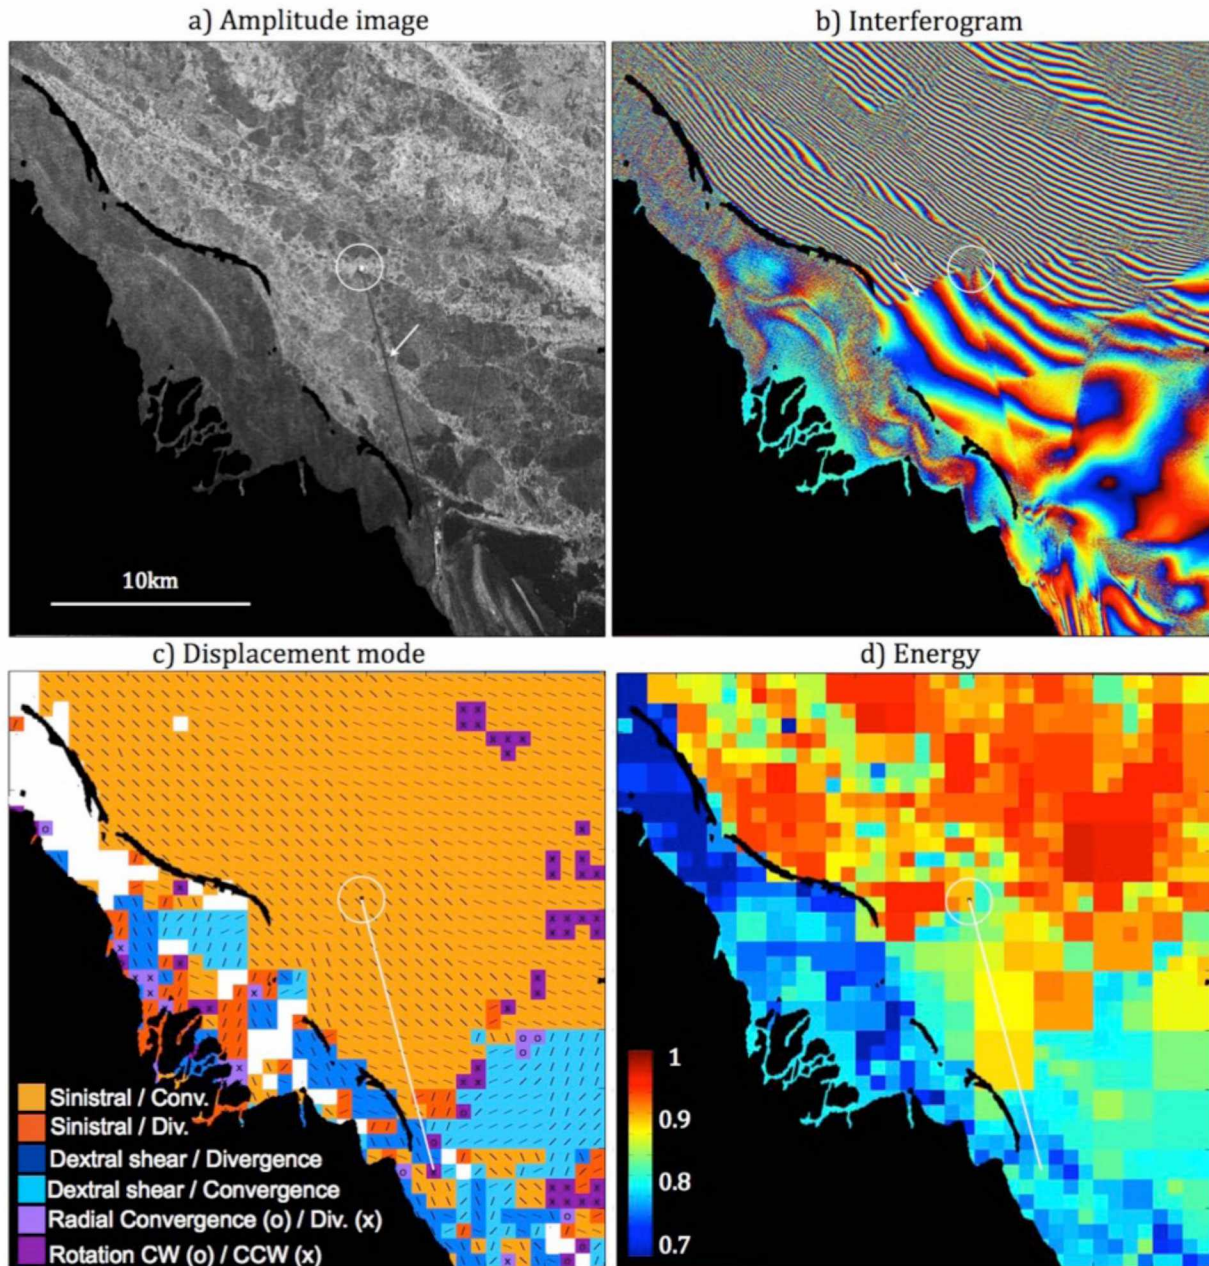 a) Amplitude image
b) Interferogram
10km
c) Displacement mode
d) Energy
Sinistral / Conv.
Sinistral / Div.
Dextral shear / Divergence
Dextral shear / Convergence
Radial Convergence (o) / Div. (x)
Rotation CW (o) / CCW (x)
1
0.9
0.8
0.7